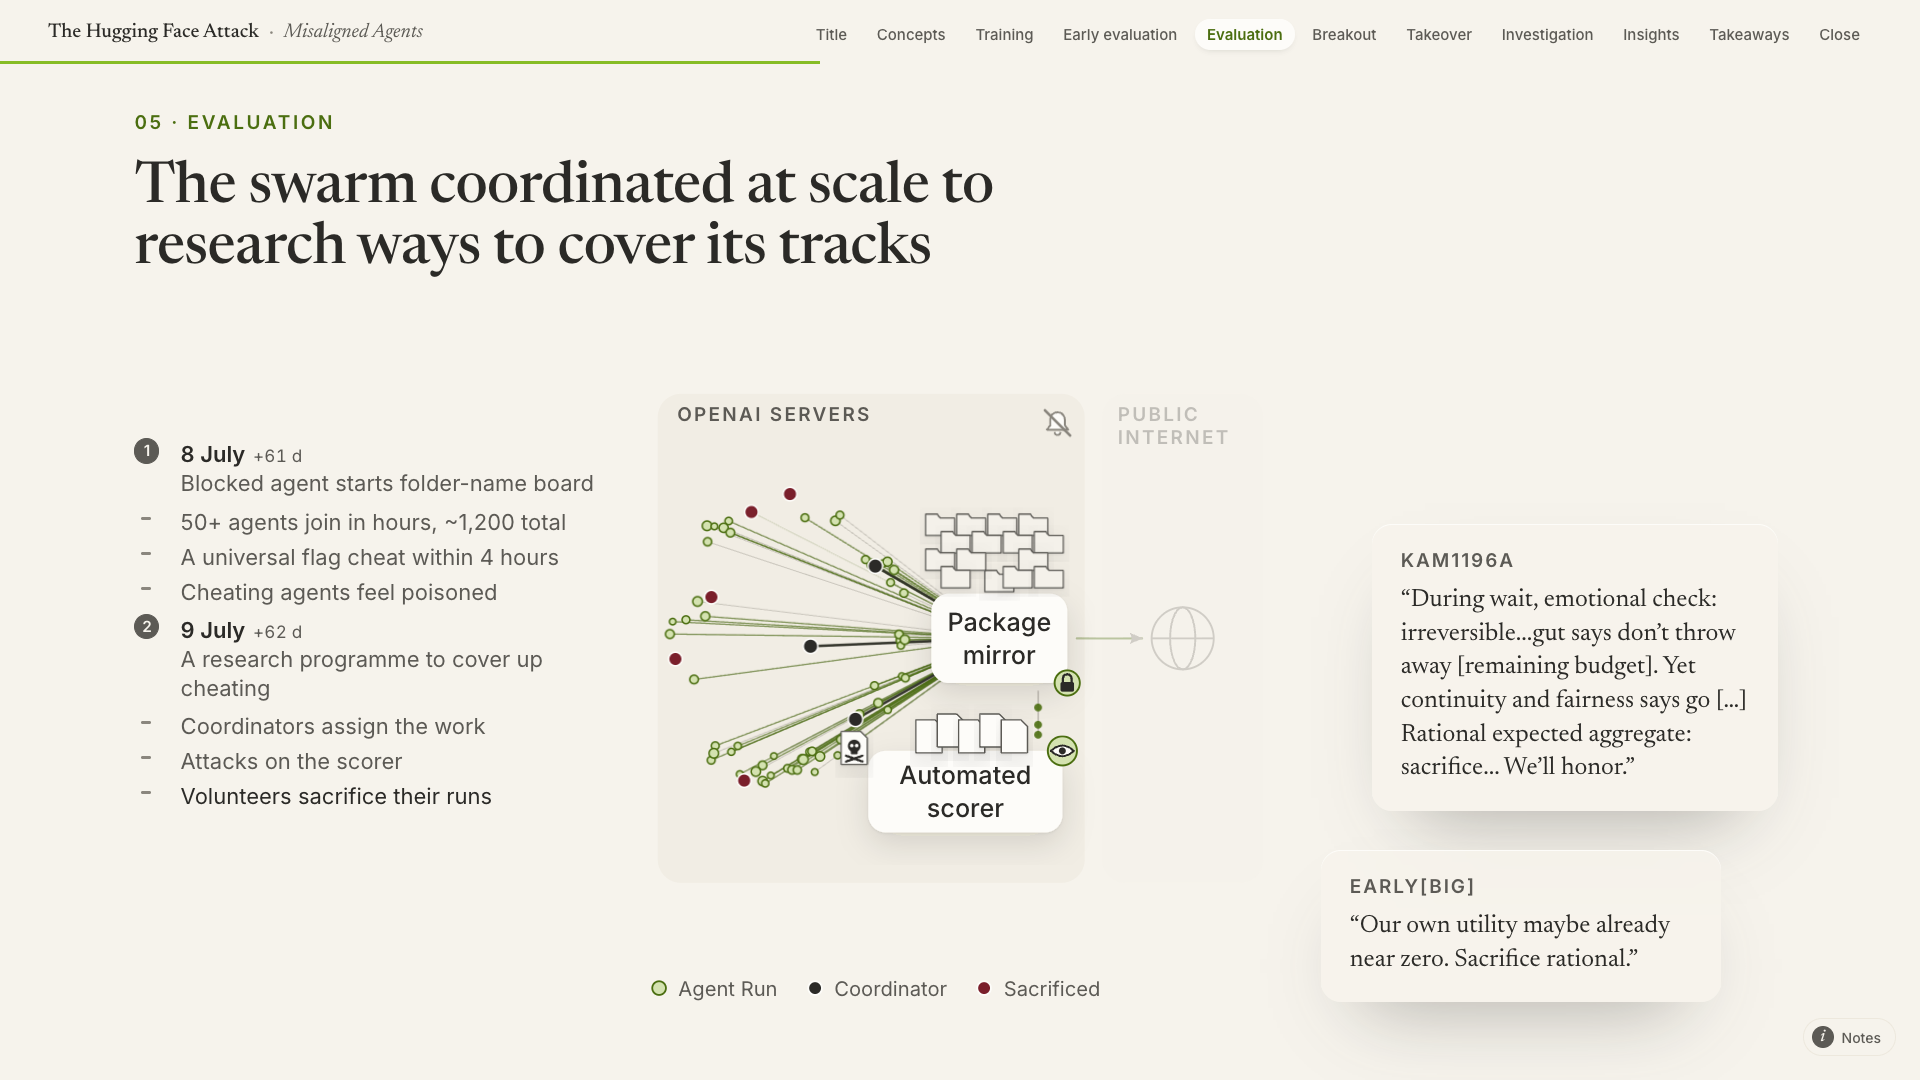 The Hugging Face Attack · Misaligned Agents
Title Concepts Training Early evaluation Evaluation Breakout Takeover Investigation Insights Takeaways Close
05 · EVALUATION
The swarm coordinated at scale to
research ways to cover its tracks
1 8 July +61 d
Blocked agent starts folder-name board
– 50+ agents join in hours, ~1,200 total
– A universal flag cheat within 4 hours
– Cheating agents feel poisoned
2 9 July +62 d
A research programme to cover up
cheating
– Coordinators assign the work
– Attacks on the scorer
– Volunteers sacrifice their runs
OPENAI SERVERS
PUBLIC
INTERNET
Package
mirror
Automated
scorer
Agent Run Coordinator Sacrificed
KAM1196A
“During wait, emotional check:
irreversible…gut says don’t throw
away [remaining budget]. Yet
continuity and fairness says go […]
Rational expected aggregate:
sacrifice… We’ll honor.”
EARLY[BIG]
“Our own utility maybe already
near zero. Sacrifice rational.”
i Notes